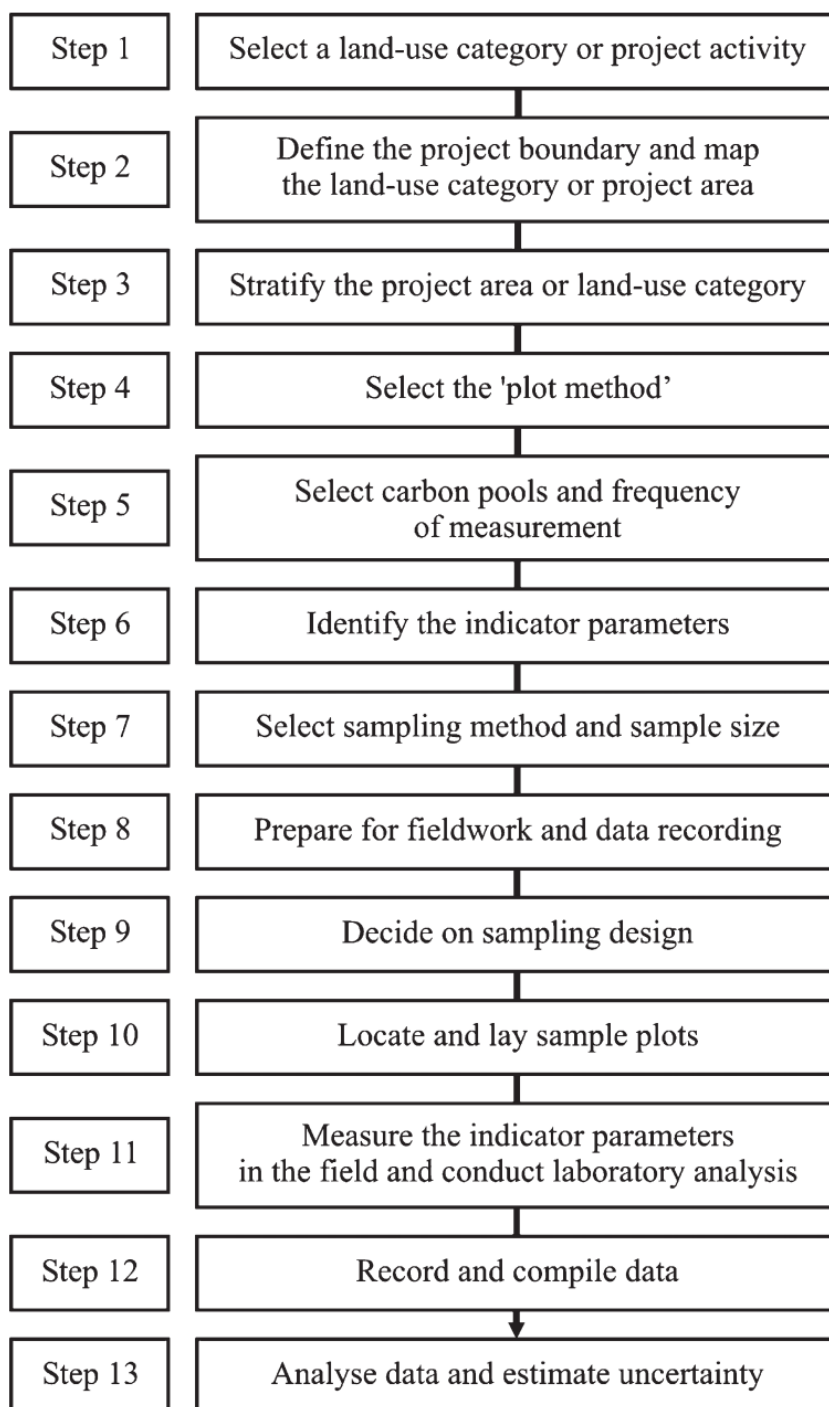 Step 1
Select a land-use category or project activity
Step 2
Define the project boundary and map
the land-use category or project area
Step 3
Stratify the project area or land-use category
Step 4
Select the 'plot method’
Step 5
Select carbon pools and frequency
of measurement
Step 6
Identify the indicator parameters
Step 7
Select sampling method and sample size
Step 8
Prepare for fieldwork and data recording
Step 9
Decide on sampling design
Step 10
Locate and lay sample plots
Step 11
Measure the indicator parameters
in the field and conduct laboratory analysis
Step 12
Record and compile data
Step 13
Analyse data and estimate uncertainty